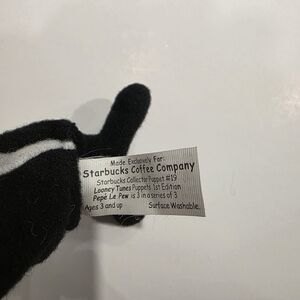 Made Exclusively For:
Starbucks Coffee Company
Starbucks Collector Puppet #19
Looney Tunes Puppets 1st Edition
Pepé Le Pew is 3 in a series of 3
Ages 3 and up Surface Washable.